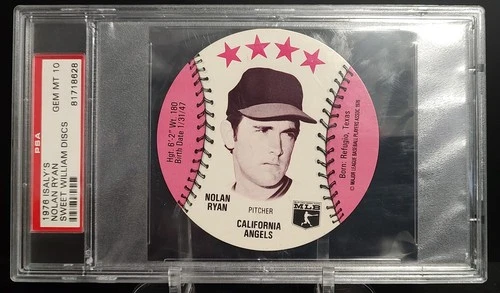 1976 ISALY'S GEM MT 10
NOLAN RYAN
SWEET WILLIAM DISCS 81718628
PSA
Hgt. 6'-2" Wt. 180
Birth Date 1/31/47
NOLAN
RYAN
PITCHER
CALIFORNIA
ANGELS
MLB
Born: Refugio, Texas
© MAJOR LEAGUE BASEBALL PLAYERS ASSOC. 1976